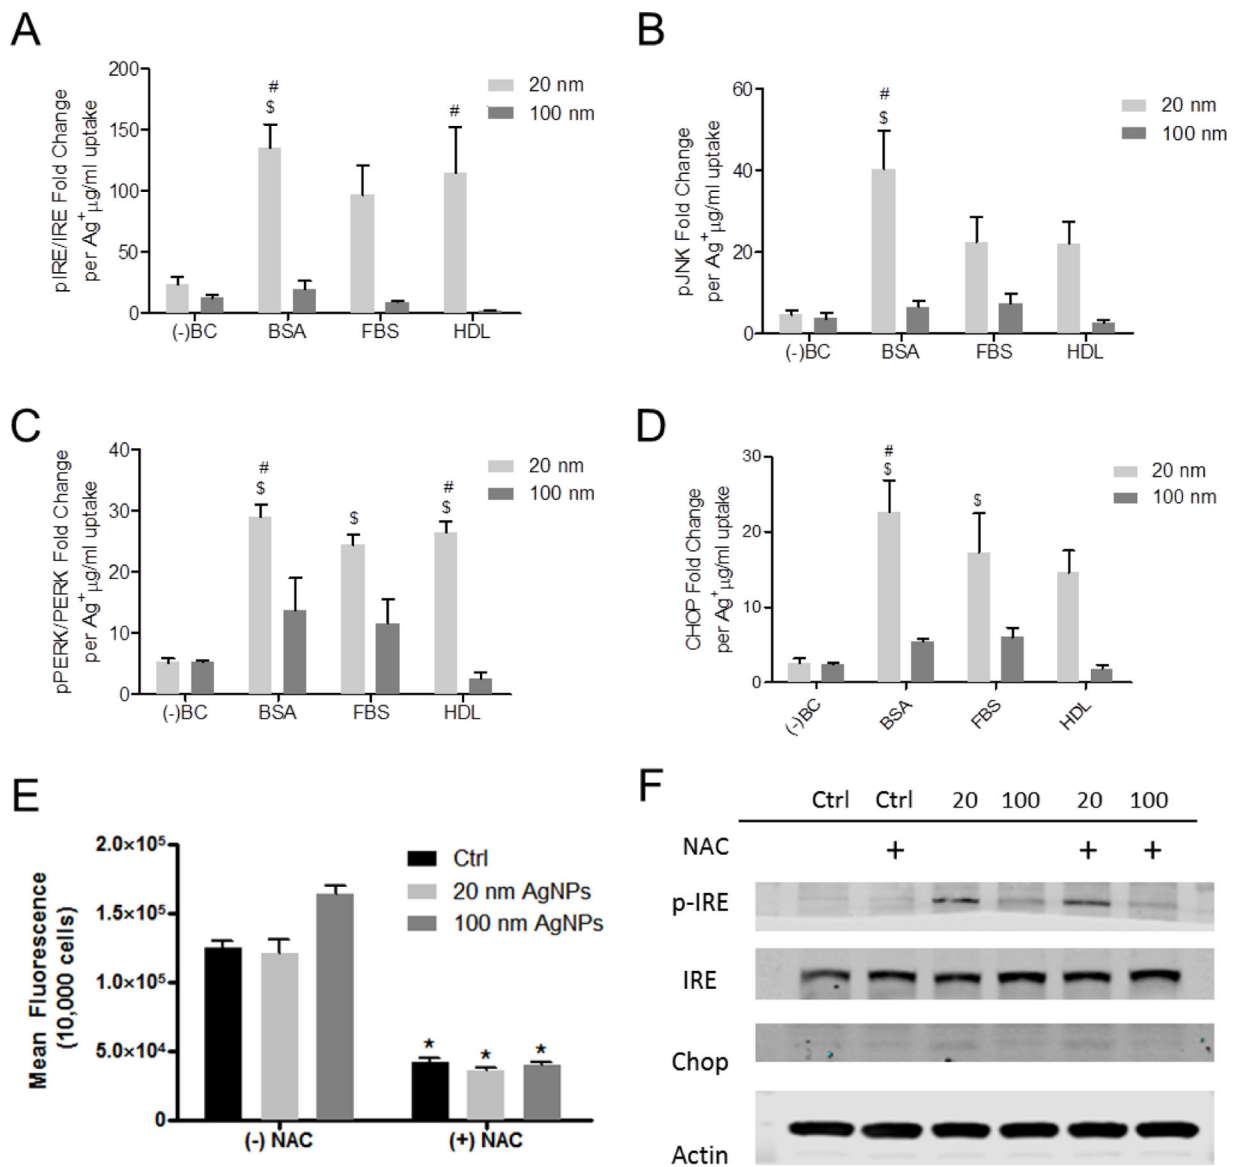 A
pIRE/IRE Fold Change
per Ag⁺µg/ml uptake
200
150
100
50
0
#
$
#
20 nm
100 nm
(-)BC BSA FBS HDL
B
pJNK Fold Change
per Ag⁺µg/ml uptake
60
40
20
0
#
$
20 nm
100 nm
(-)BC BSA FBS HDL
C
pPERK/PERK Fold Change
per Ag⁺µg/ml uptake
40
30
20
10
0
#
$
$
#
$
20 nm
100 nm
(-)BC BSA FBS HDL
D
CHOP Fold Change
per Ag⁺µg/ml uptake
30
20
10
0
#
$
$
20 nm
100 nm
(-)BC BSA FBS HDL
E
Mean Fluorescence
(10,000 cells)
2.0×10⁵
1.5×10⁵
1.0×10⁵
5.0×10⁴
0
Ctrl
20 nm AgNPs
100 nm AgNPs
* * *
(-) NAC (+) NAC
F
Ctrl Ctrl 20 100 20 100
NAC + + +
p-IRE
IRE
Chop
Actin